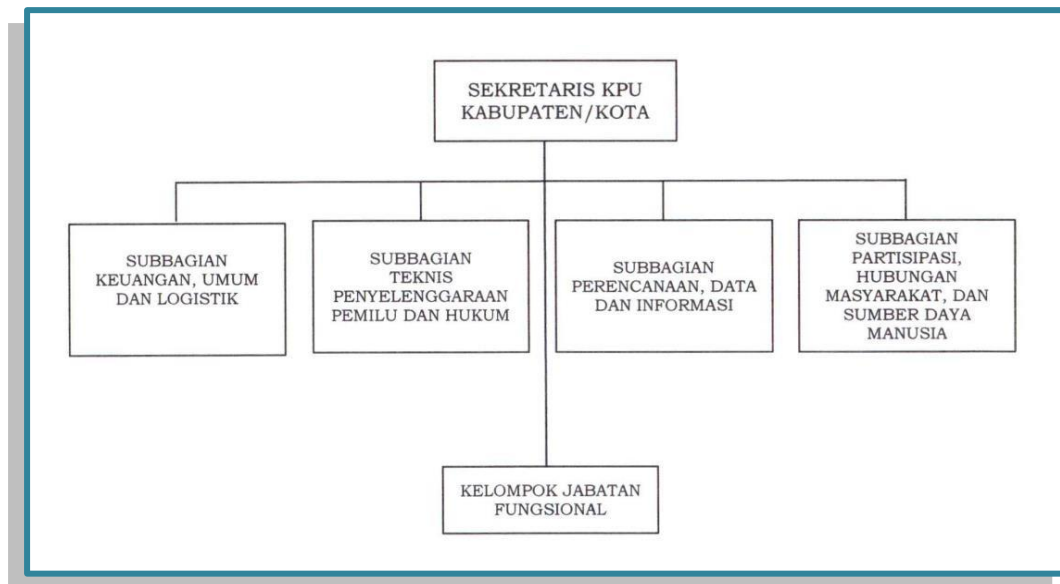 SEKRETARIS KPU
KABUPATEN/KOTA
SUBBAGIAN
KEUANGAN, UMUM
DAN LOGISTIK
SUBBAGIAN
TEKNIS
PENYELENGGARAAN
PEMILU DAN HUKUM
SUBBAGIAN
PERENCANAAN, DATA
DAN INFORMASI
SUBBAGIAN
PARTISIPASI,
HUBUNGAN
MASYARAKAT, DAN
SUMBER DAYA
MANUSIA
KELOMPOK JABATAN
FUNGSIONAL